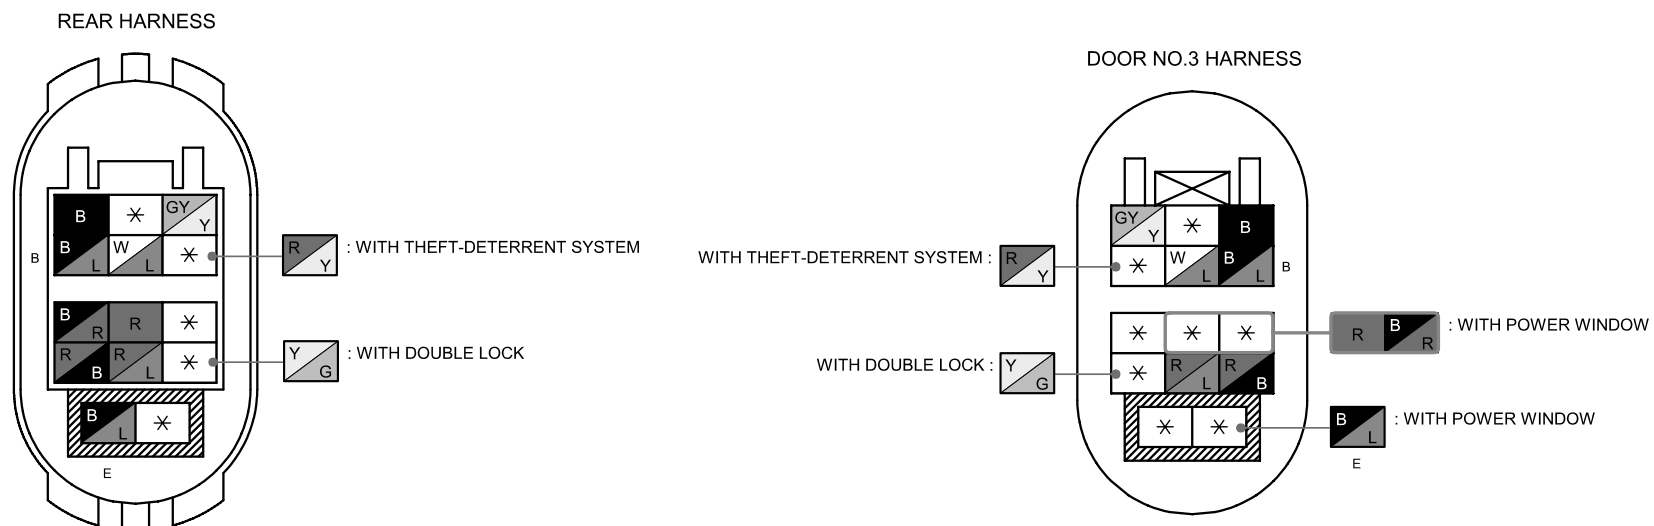 REAR HARNESS
DOOR NO.3 HARNESS
B * GY Y
B L W L *
R Y : WITH THEFT-DETERRENT SYSTEM
B
B R R *
R B R L *
Y G : WITH DOUBLE LOCK
B L *
E
GY Y * B
WITH THEFT-DETERRENT SYSTEM : R Y
* W L B L
B
* * *
R B R : WITH POWER WINDOW
WITH DOUBLE LOCK : Y G
* R L R B
* *
B L : WITH POWER WINDOW
E